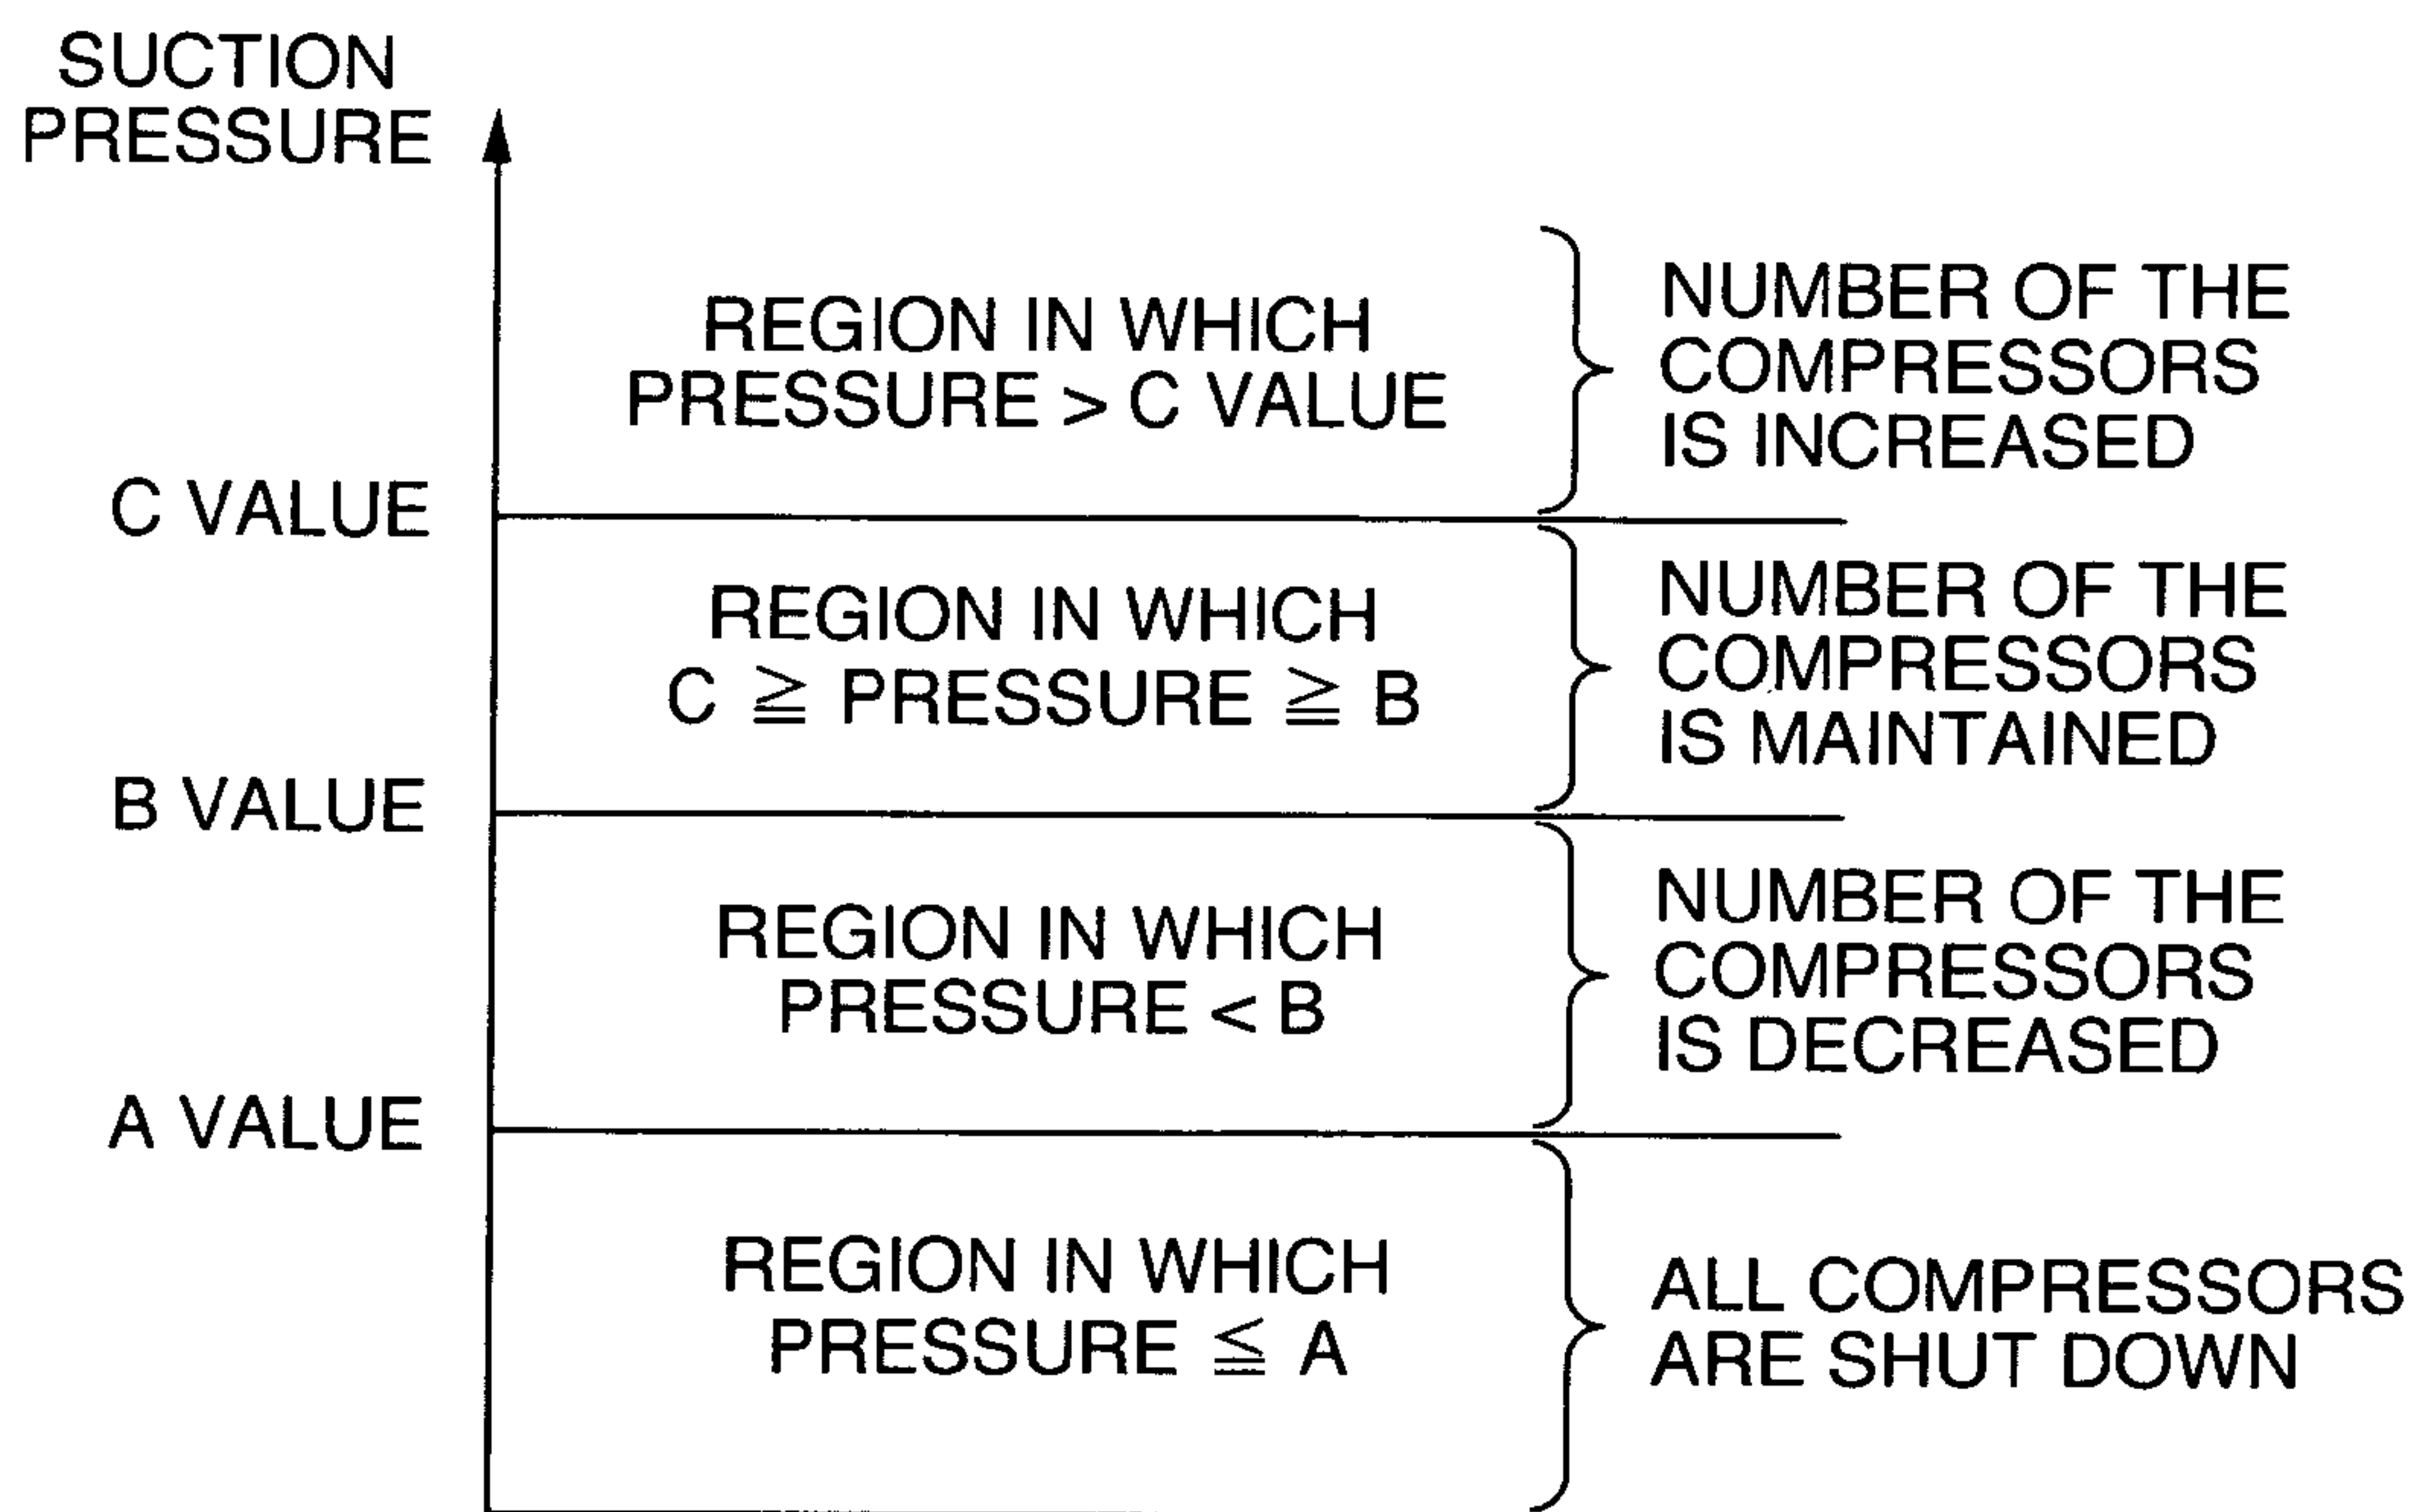 SUCTION
PRESSURE
REGION IN WHICH
PRESSURE > C VALUE
NUMBER OF THE
COMPRESSORS
IS INCREASED
C VALUE
REGION IN WHICH
C ≧ PRESSURE ≧ B
NUMBER OF THE
COMPRESSORS
IS MAINTAINED
B VALUE
REGION IN WHICH
PRESSURE < B
NUMBER OF THE
COMPRESSORS
IS DECREASED
A VALUE
REGION IN WHICH
PRESSURE ≦ A
ALL COMPRESSORS
ARE SHUT DOWN